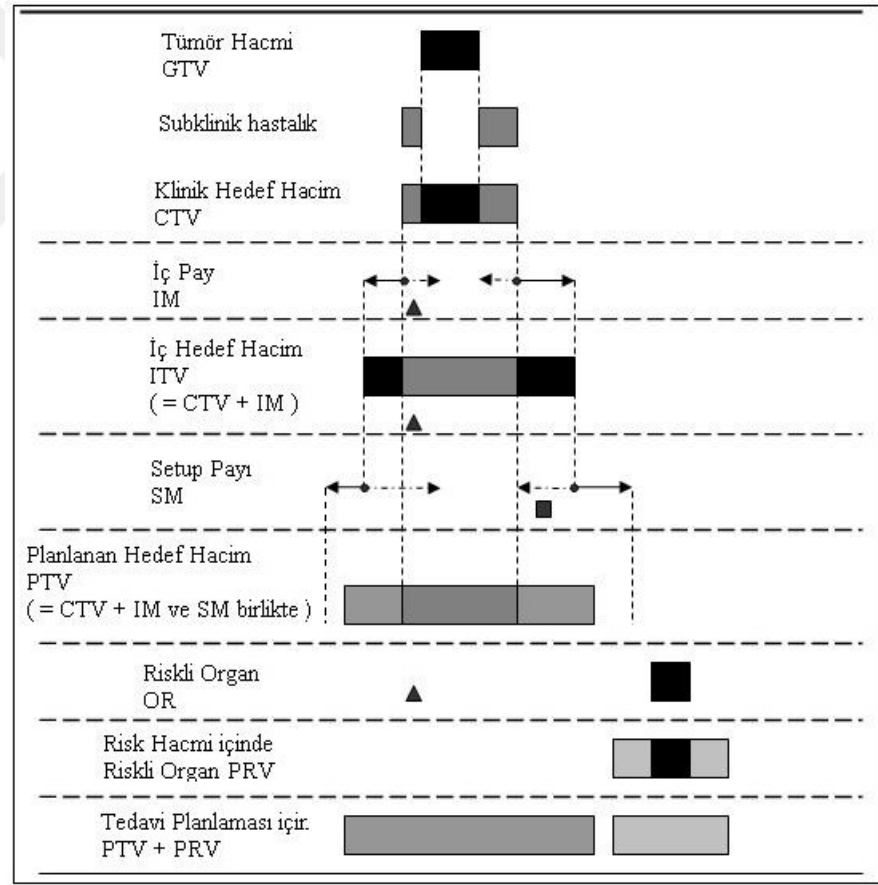 Tümör Hacmi
GTV
Subklinik hastalık
Klinik Hedef Hacim
CTV
İç Pay
IM
İç Hedef Hacim
ITV
( = CTV + IM )
Setup Payı
SM
Planlanan Hedef Hacim
PTV
( = CTV + IM ve SM birlikte )
Riskli Organ
OR
Risk Hacmi içinde
Riskli Organ PRV
Tedavi Planlaması için.
PTV + PRV